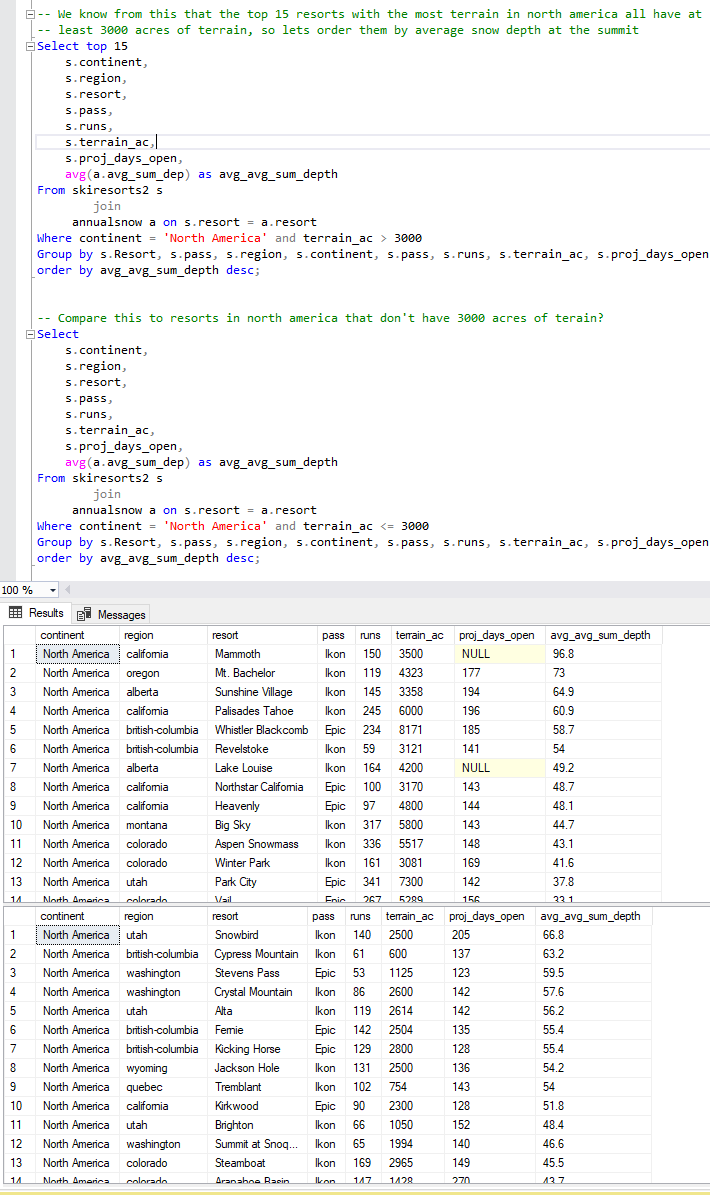 -- We know from this that the top 15 resorts with the most terrain in north america all have at
-- least 3000 acres of terrain, so lets order them by average snow depth at the summit
Select top 15
s.continent,
s.region,
s.resort,
s.pass,
s.runs,
s.terrain_ac,
s.proj_days_open,
avg(a.avg_sum_dep) as avg_avg_sum_depth
From skiresorts2 s
join
annualsnow a on s.resort = a.resort
Where continent = 'North America' and terrain_ac > 3000
Group by s.Resort, s.pass, s.region, s.continent, s.pass, s.runs, s.terrain_ac, s.proj_days_open
order by avg_avg_sum_depth desc;
-- Compare this to resorts in north america that don't have 3000 acres of terain?
Select
s.continent,
s.region,
s.resort,
s.pass,
s.runs,
s.terrain_ac,
s.proj_days_open,
avg(a.avg_sum_dep) as avg_avg_sum_depth
From skiresorts2 s
join
annualsnow a on s.resort = a.resort
Where continent = 'North America' and terrain_ac <= 3000
Group by s.Resort, s.pass, s.region, s.continent, s.pass, s.runs, s.terrain_ac, s.proj_days_open
order by avg_avg_sum_depth desc;
100 %
Results Messages
continent region resort pass runs terrain_ac proj_days_open avg_avg_sum_depth
1 North America california Mammoth Ikon 150 3500 NULL 96.8
2 North America oregon Mt. Bachelor Ikon 119 4323 177 73
3 North America alberta Sunshine Village Ikon 145 3358 194 64.9
4 North America california Palisades Tahoe Ikon 245 6000 196 60.9
5 North America british-columbia Whistler Blackcomb Epic 234 8171 185 58.7
6 North America british-columbia Revelstoke Ikon 59 3121 141 54
7 North America alberta Lake Louise Ikon 164 4200 NULL 49.2
8 North America california Northstar California Epic 100 3170 143 48.7
9 North America california Heavenly Epic 97 4800 144 48.1
10 North America montana Big Sky Ikon 317 5800 143 44.7
11 North America colorado Aspen Snowmass Ikon 336 5517 148 43.1
12 North America colorado Winter Park Ikon 161 3081 169 41.6
13 North America utah Park City Epic 341 7300 142 37.8
14 North America colorado Vail Epic 267 5289 156 33.1
continent region resort pass runs terrain_ac proj_days_open avg_avg_sum_depth
1 North America utah Snowbird Ikon 140 2500 205 66.8
2 North America british-columbia Cypress Mountain Ikon 61 600 137 63.2
3 North America washington Stevens Pass Epic 53 1125 123 59.5
4 North America washington Crystal Mountain Ikon 86 2600 142 57.6
5 North America utah Alta Ikon 119 2614 142 56.2
6 North America british-columbia Fernie Epic 142 2504 135 55.4
7 North America british-columbia Kicking Horse Epic 129 2800 128 55.4
8 North America wyoming Jackson Hole Ikon 131 2500 136 54.2
9 North America quebec Tremblant Ikon 102 754 143 54
10 North America california Kirkwood Epic 90 2300 128 51.8
11 North America utah Brighton Ikon 66 1050 152 48.4
12 North America washington Summit at Snoq... Ikon 65 1994 140 46.6
13 North America colorado Steamboat Ikon 169 2965 149 45.5
14 North America colorado Arapahoe Basin Ikon 147 1428 270 43.7